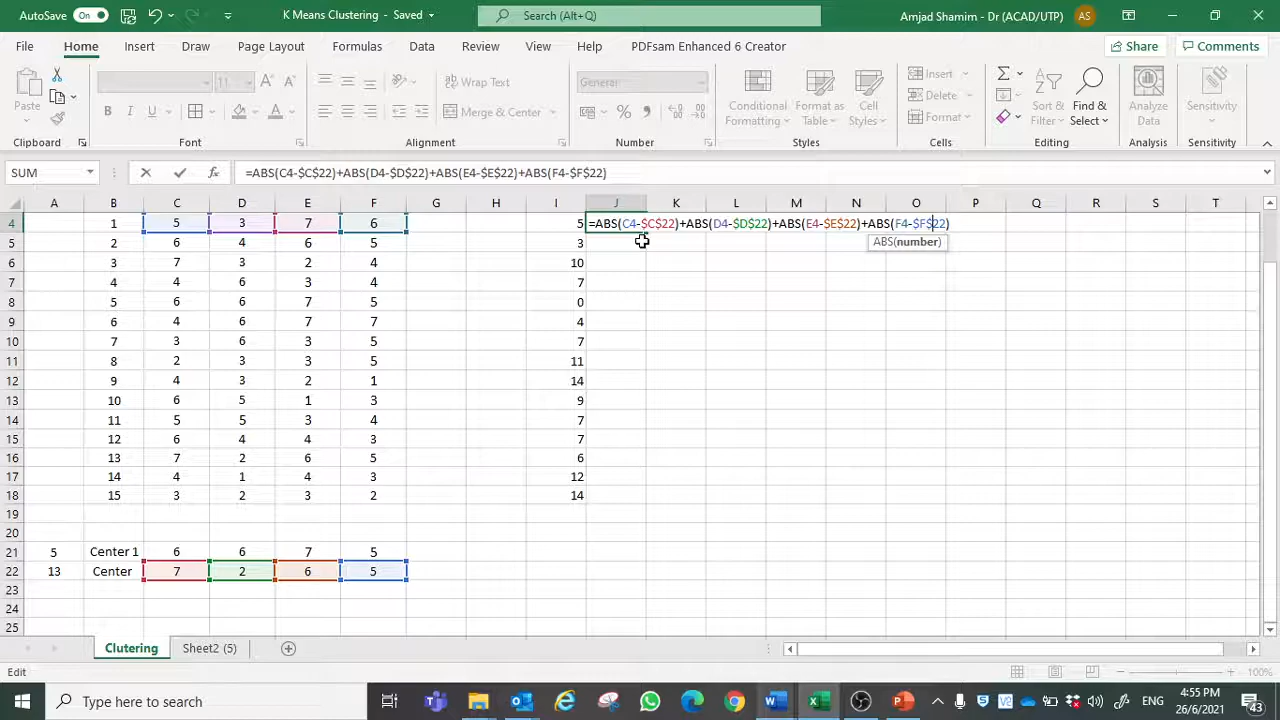 AutoSave On K Means Clustering - Saved Search (Alt+Q) Amjad Shamim - Dr (ACAD/UTP) AS
File Home Insert Draw Page Layout Formulas Data Review View Help PDFsam Enhanced 6 Creator Share Comments
Paste 11 A A Wrap Text General Conditional Formatting Format as Table Cell Styles Insert Delete Format Sort & Filter Find & Select Analyze Data Sensitivity
B I U A Merge & Center % 
Clipboard Font Alignment Number Styles Cells Editing Analysis Sensitivity
SUM fx =ABS(C4-$C$22)+ABS(D4-$D$22)+ABS(E4-$E$22)+ABS(F4-$F$22)
A B C D E F G H I J K L M N O P Q R S T
4 1 5 3 7 6 5 =ABS(C4-$C$22)+ABS(D4-$D$22)+ABS(E4-$E$22)+ABS(F4-$F$22)
ABS(number)
5 2 6 4 6 5 3
6 3 7 3 2 4 10
7 4 4 6 3 4 7
8 5 6 6 7 5 0
9 6 4 6 7 7 4
10 7 3 6 3 5 7
11 8 2 3 3 5 11
12 9 4 3 2 1 14
13 10 6 5 1 3 9
14 11 5 5 3 4 7
15 12 6 4 4 3 7
16 13 7 2 6 5 6
17 14 4 1 4 3 12
18 15 3 2 3 2 14
19
20
21 5 Center 1 6 6 7 5
22 13 Center 7 2 6 5
23
24
25
Clutering Sheet2 (5)
Edit 100%
Type here to search ENG 4:55 PM 26/6/2021 43